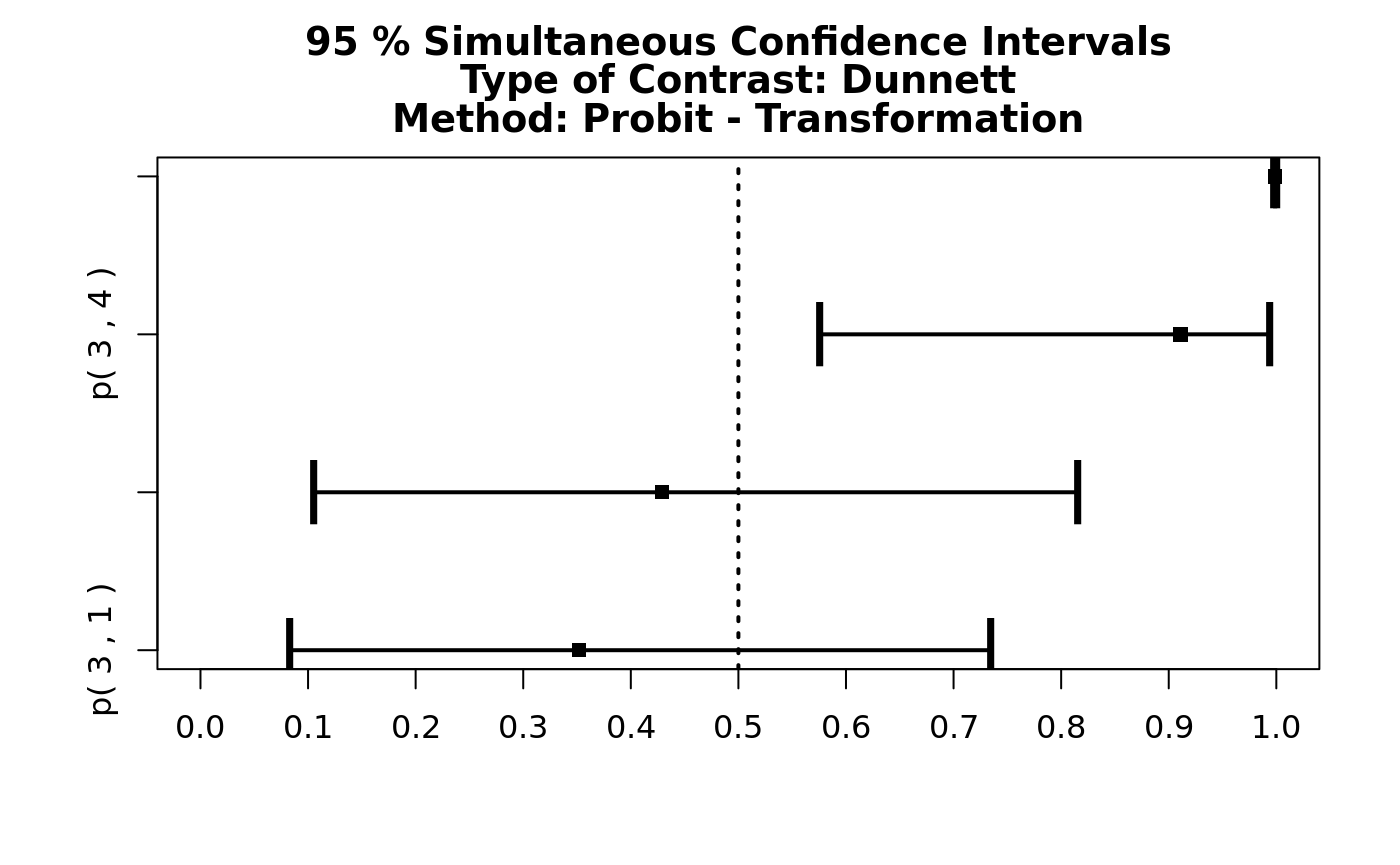 95 % Simultaneous Confidence Intervals
Type of Contrast: Dunnett
Method: Probit - Transformation
p( 3 , 4 )
p( 3 , 1 )
0.0 0.1 0.2 0.3 0.4 0.5 0.6 0.7 0.8 0.9 1.0